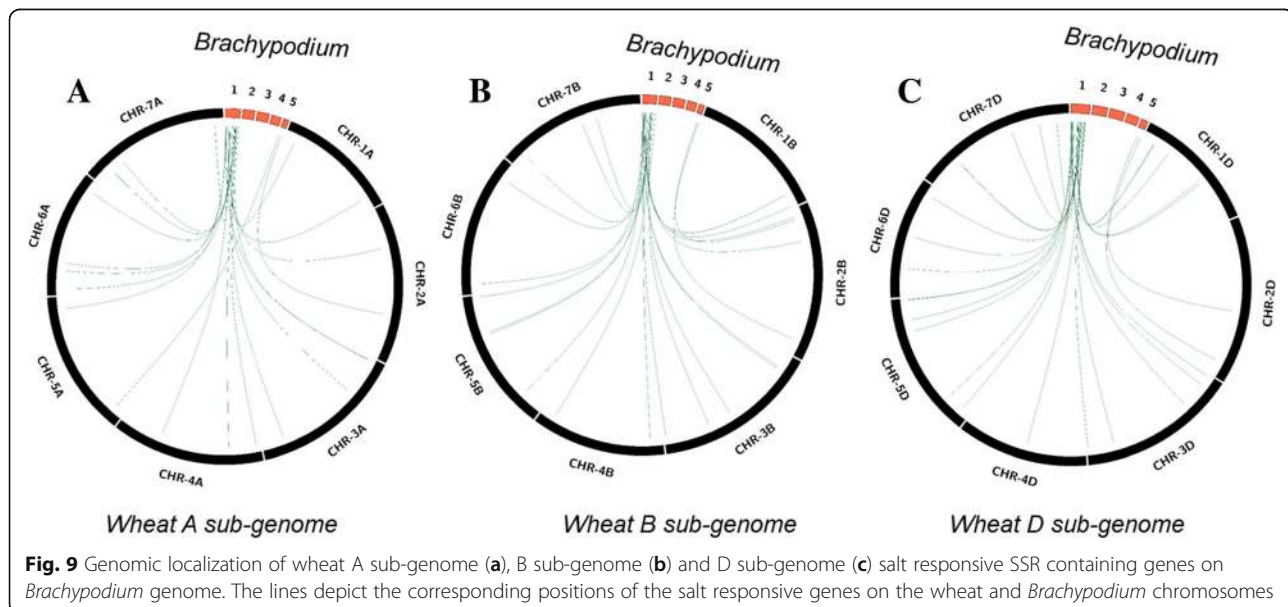 Brachypodium
Brachypodium
Brachypodium
A
1 2 3 4 5
CHR-7A
CHR-1A
CHR-6A
CHR-2A
CHR-5A
CHR-3A
CHR-4A
Wheat A sub-genome
B
1 2 3 4 5
CHR-7B
CHR-1B
CHR-6B
CHR-2B
CHR-5B
CHR-3B
CHR-4B
Wheat B sub-genome
C
1 2 3 4 5
CHR-7D
CHR-1D
CHR-6D
CHR-2D
CHR-5D
CHR-3D
CHR-4D
Wheat D sub-genome
Fig. 9 Genomic localization of wheat A sub-genome (a), B sub-genome (b) and D sub-genome (c) salt responsive SSR containing genes on
Brachypodium genome. The lines depict the corresponding positions of the salt responsive genes on the wheat and Brachypodium chromosomes